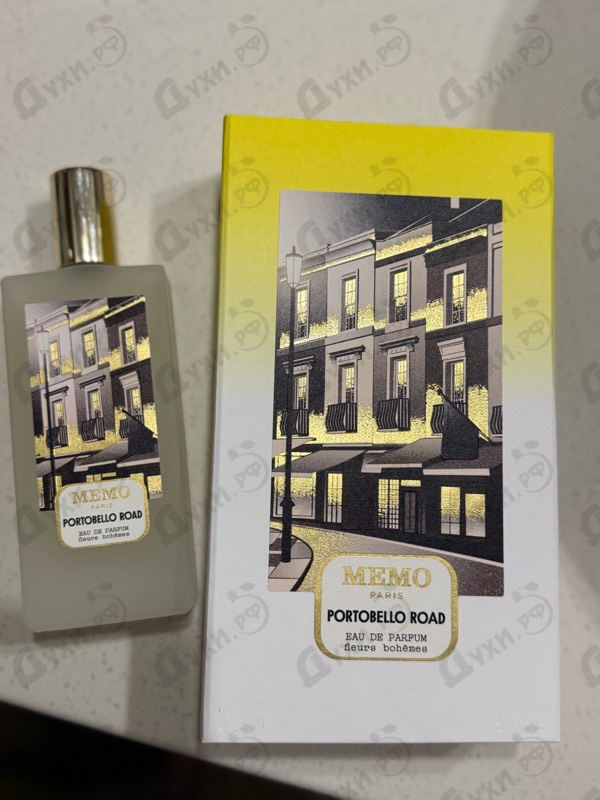 MEMO
PARIS
PORTOBELLO ROAD
EAU DE PARFUM
fleurs bohèmes
MEMO
PARIS
PORTOBELLO ROAD
EAU DE PARFUM
fleurs bohèmes
Духи.РФ